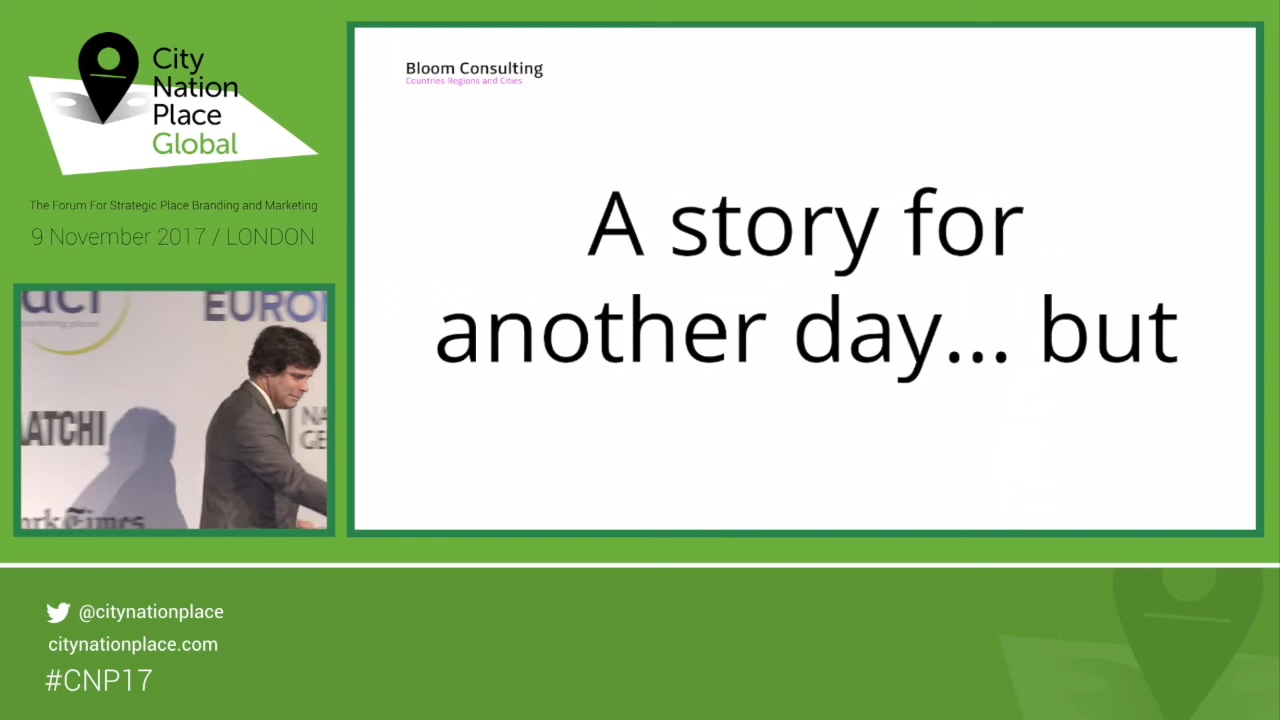 City
Nation
Place
Global
The Forum For Strategic Place Branding and Marketing
9 November 2017 / LONDON
Bloom Consulting
Countries Regions and Cities
A story for
another day... but
@citynationplace
citynationplace.com
#CNP17